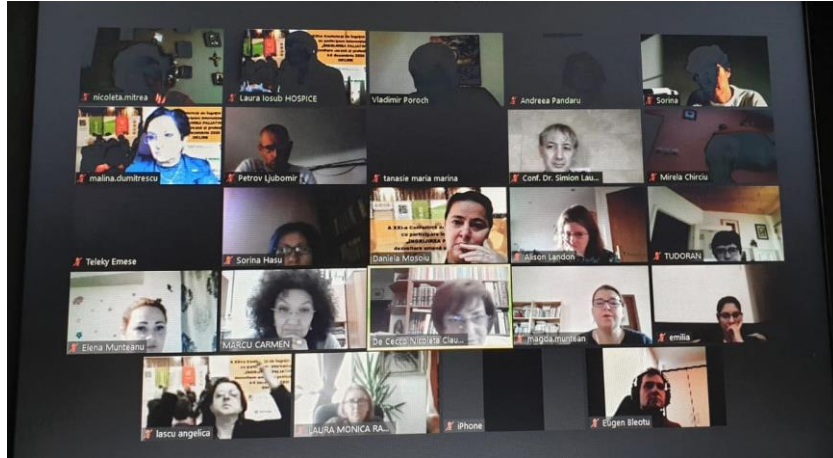 nicoleta.mitrea
Laura Iosub HOSPICE
Vladimir Poroch
Andreea Pandaru
Sorina
malina.dumitrescu
Petrov Ljubomir
tanasie maria marina
Conf. Dr. Simion Lau...
Mirela Chirciu
Teleky Emese
Sorina Hasu
Daniela Mosoiu
Alison Landon
TUDORAN
Elena Munteanu
MARCU CARMEN
De Cecco Nicoleta Clau...
magda.muntean
emilia
Iascu angelica
LAURA MONICA RA...
iPhone
Eugen Bleotu